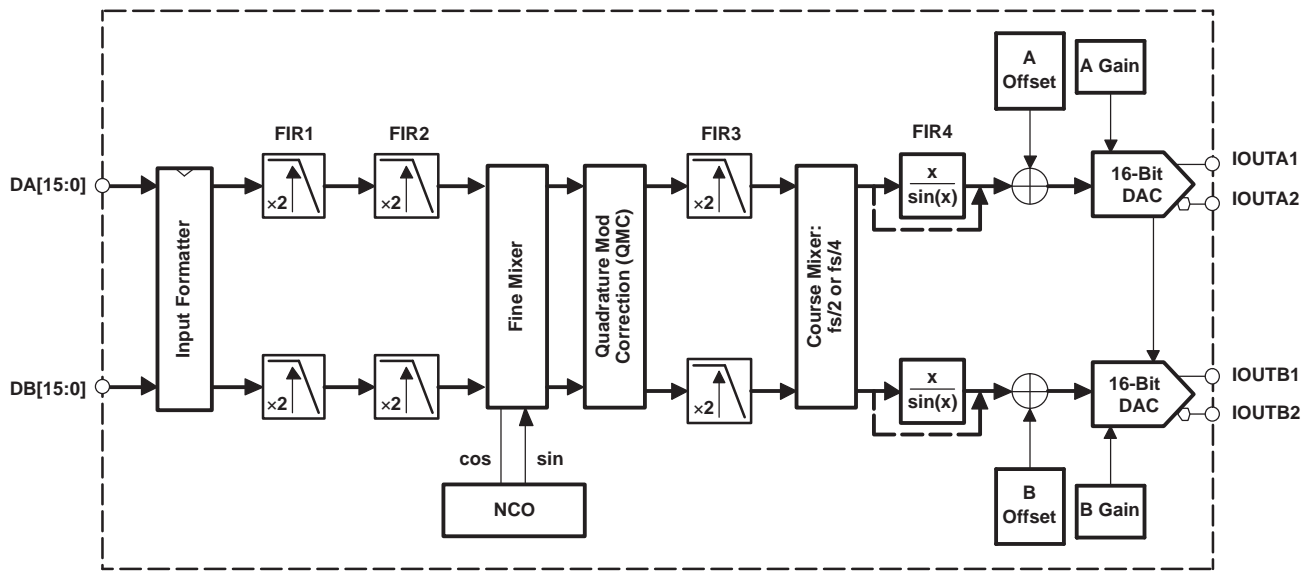 A
Offset
A Gain
FIR1
FIR2
FIR3
FIR4
DA[15:0]
×2
×2
×2
x
sin(x)
16-Bit
DAC
IOUTA1
IOUTA2
Input Formatter
Fine Mixer
Quadrature Mod
Correction (QMC)
Course Mixer:
fs/2 or fs/4
DB[15:0]
×2
×2
×2
x
sin(x)
16-Bit
DAC
IOUTB1
IOUTB2
cos
sin
NCO
B
Offset
B Gain